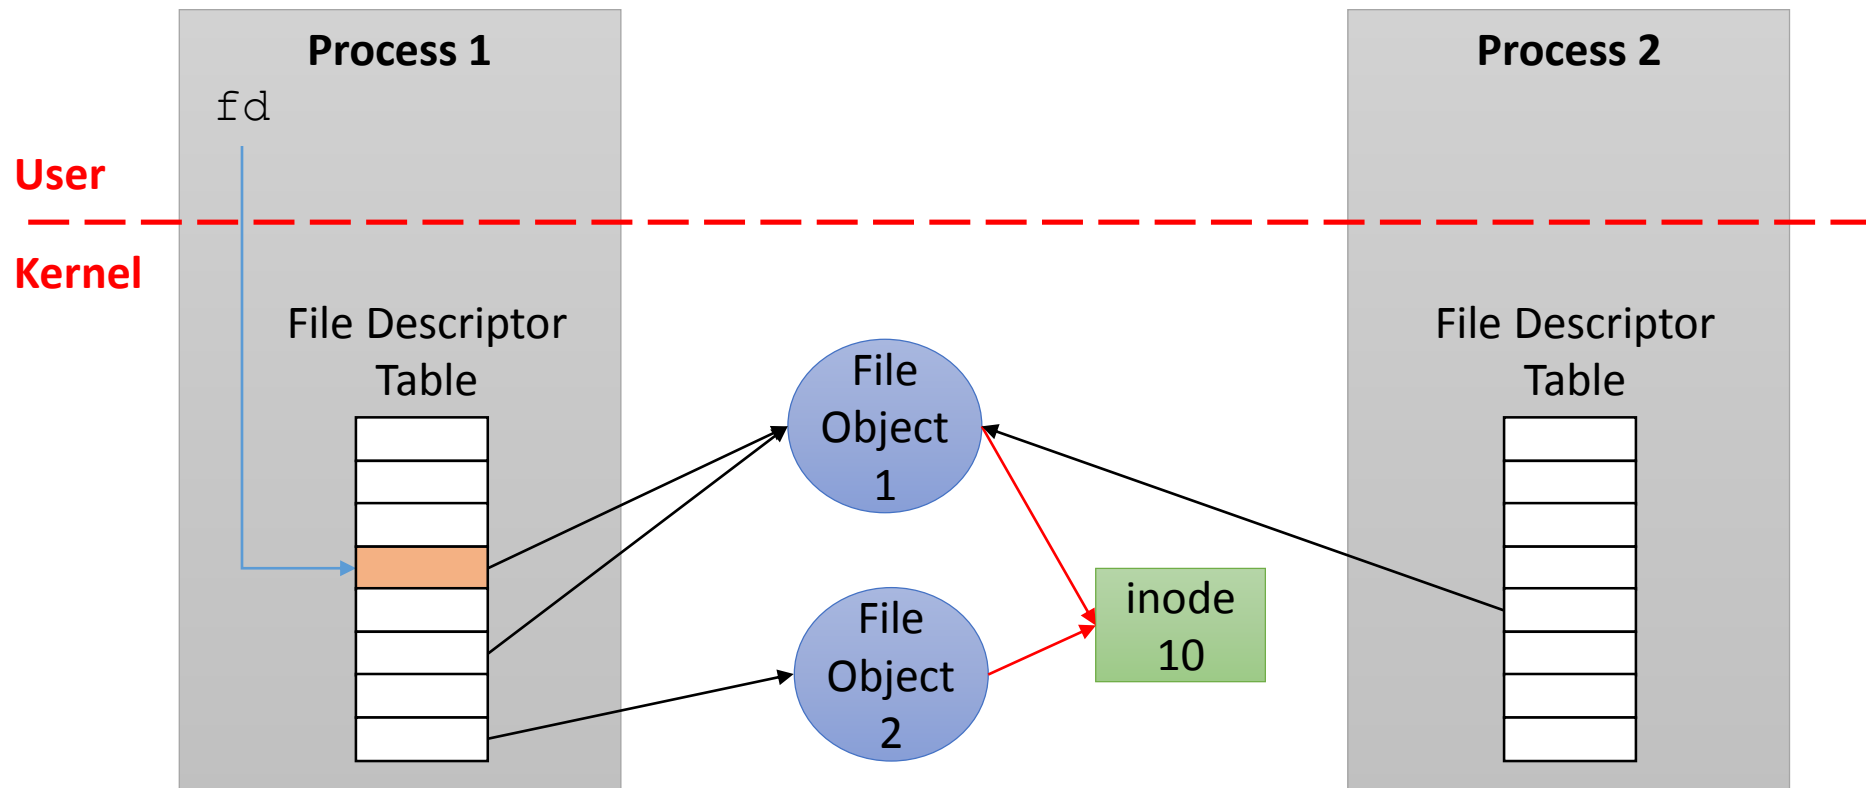 Process 1
Process 2
fd
User
Kernel
File Descriptor
Table
File Descriptor
Table
File
Object
1
File
Object
2
inode
10